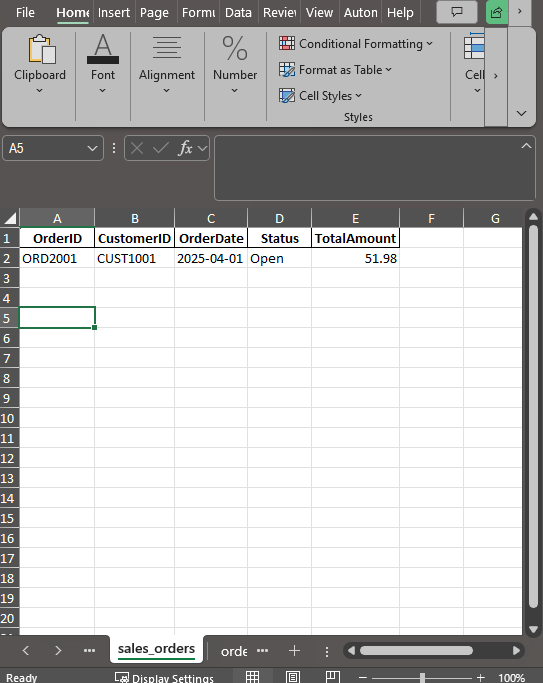 File Home Insert Page Formu Data Review View Autom Help
Clipboard Font Alignment Number
Conditional Formatting
Format as Table
Cell Styles
Styles
Cell
A5 fx
A B C D E F G
1 OrderID CustomerID OrderDate Status TotalAmount
2 ORD2001 CUST1001 2025-04-01 Open 51.98
3
4
5
6
7
8
9
10
11
12
13
14
15
16
17
18
19
20
sales_orders orde
Ready Display Settings 100%